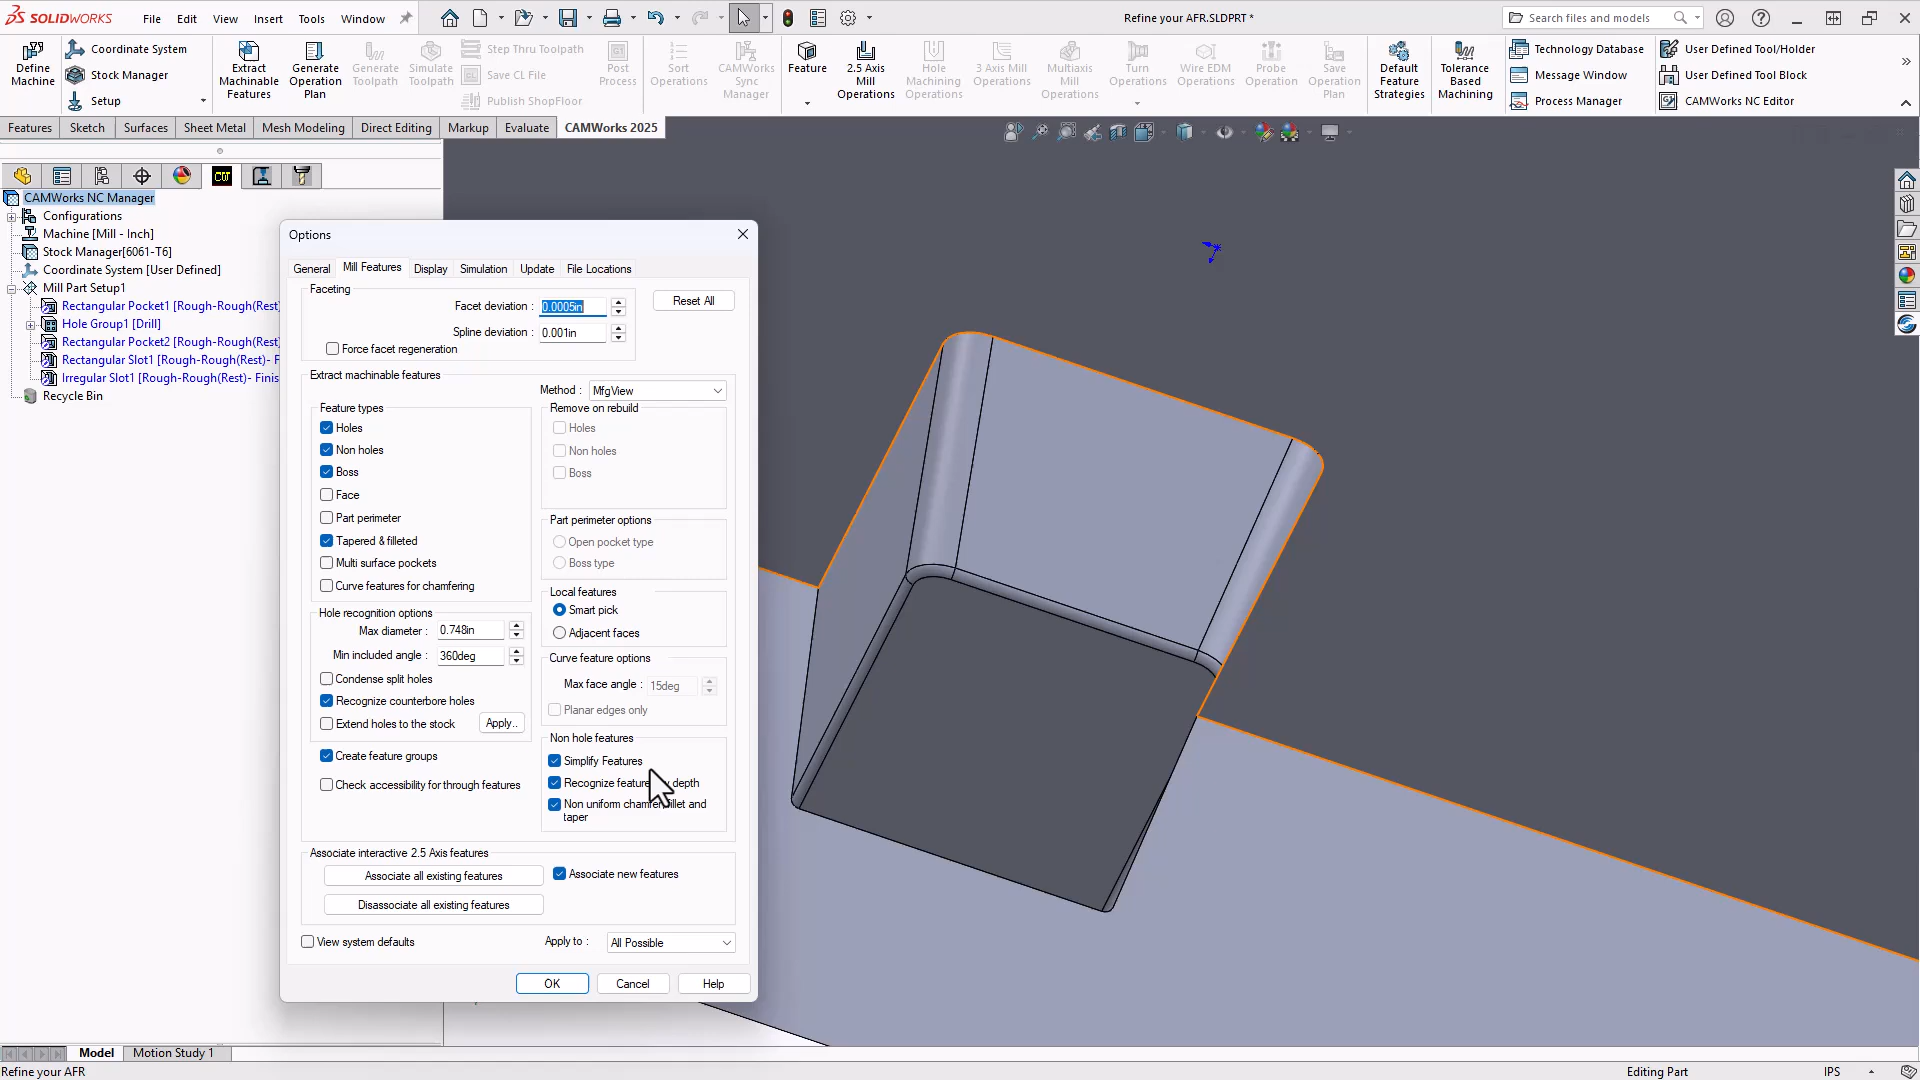 SOLIDWORKS File Edit View Insert Tools Window
Refine your AFR.SLDPRT *
Search files and models
Define Machine
Coordinate System
Stock Manager
Setup
Extract Machinable Features
Generate Operation Plan
Generate Toolpath
Simulate Toolpath
Step Thru Toolpath
Save CL File
Publish ShopFloor
Post Process
Sort Operations
CAMWorks Sync Manager
Feature
2.5 Axis Mill Operations
Hole Machining Operations
3 Axis Mill Operations
Multiaxis Mill Operations
Turn Operations
Wire EDM Operations
Probe Operation
Save Operation Plan
Default Feature Strategies
Tolerance Based Machining
Technology Database
Message Window
Process Manager
User Defined Tool/Holder
User Defined Tool Block
CAMWorks NC Editor
Features Sketch Surfaces Sheet Metal Mesh Modeling Direct Editing Markup Evaluate CAMWorks 2025
CAMWorks NC Manager
Configurations
Machine [Mill - Inch]
Stock Manager[6061-T6]
Coordinate System [User Defined]
Mill Part Setup1
Rectangular Pocket1 [Rough-Rough(Rest)
Hole Group1 [Drill]
Rectangular Pocket2 [Rough-Rough(Rest)
Rectangular Slot1 [Rough-Rough(Rest)- F
Irregular Slot1 [Rough-Rough(Rest)- Finis
Recycle Bin
Options
General Mill Features Display Simulation Update File Locations
Faceting
Facet deviation : 0.0005in
Reset All
Spline deviation : 0.001in
Force facet regeneration
Extract machinable features
Method : MfgView
Feature types
Holes
Non holes
Boss
Face
Part perimeter
Tapered & filleted
Multi surface pockets
Curve features for chamfering
Remove on rebuild
Holes
Non holes
Boss
Part perimeter options
Open pocket type
Boss type
Local features
Smart pick
Adjacent faces
Hole recognition options
Max diameter : 0.748in
Min included angle : 360deg
Condense split holes
Recognize counterbore holes
Extend holes to the stock Apply..
Create feature groups
Check accessibility for through features
Curve feature options
Max face angle : 15deg
Planar edges only
Non hole features
Simplify Features
Recognize feature depth
Non uniform chamfer fillet and
taper
Associate interactive 2.5 Axis features
Associate all existing features
Associate new features
Disassociate all existing features
View system defaults
Apply to : All Possible
OK Cancel Help
Model Motion Study 1
Refine your AFR
Editing Part
IPS